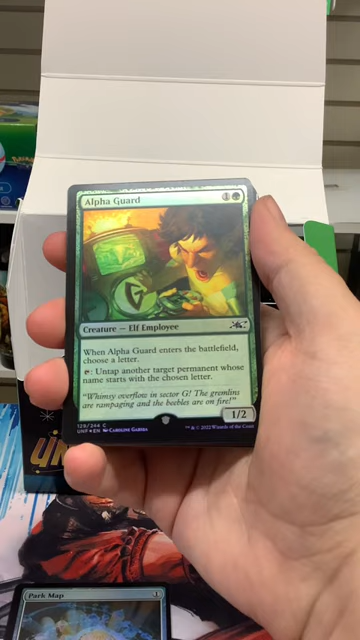 Alpha Guard 1
Creature — Elf Employee
When Alpha Guard enters the battlefield,
choose a letter.
: Untap another target permanent whose
name starts with the chosen letter.
"Whimsy overflow in sector G! The gremlins
are rampaging and the beebles are on fire!"
1/2
129/244 C
UNF EN Caroline Gariba
™ & © 2022 Wizards of the Coast
Park Map 1